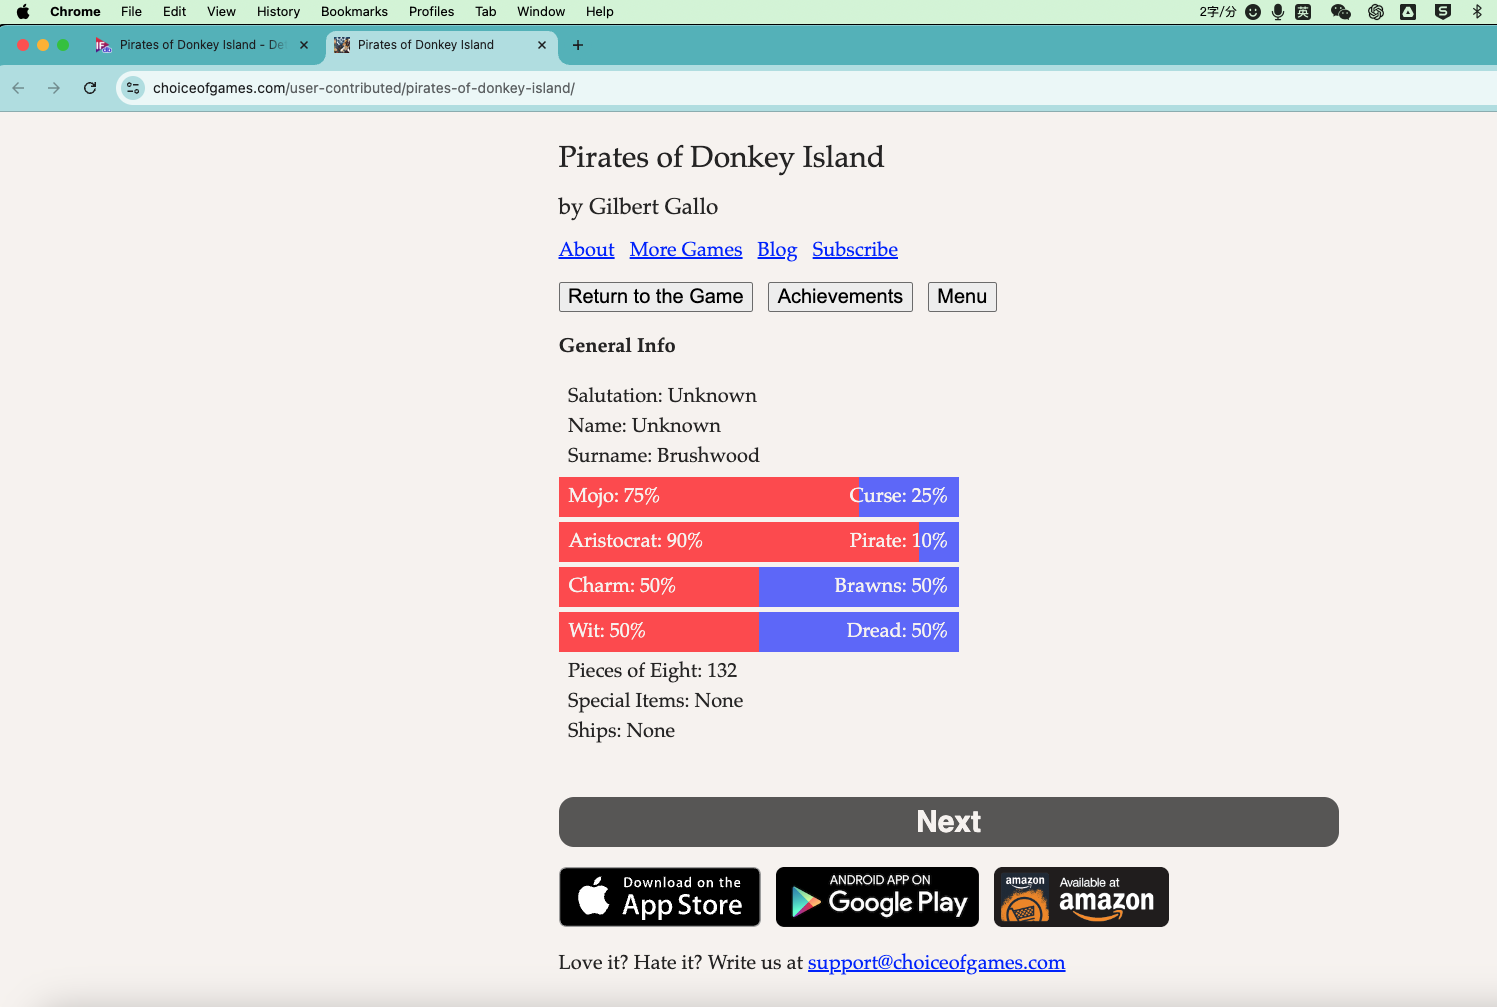 Chrome File Edit View History Bookmarks Profiles Tab Window Help 2字/分 英
Pirates of Donkey Island - De Pirates of Donkey Island
choiceofgames.com/user-contributed/pirates-of-donkey-island/
Pirates of Donkey Island
by Gilbert Gallo
About More Games Blog Subscribe
Return to the Game Achievements Menu
General Info
Salutation: Unknown
Name: Unknown
Surname: Brushwood
Mojo: 75% Curse: 25%
Aristocrat: 90% Pirate: 10%
Charm: 50% Brawns: 50%
Wit: 50% Dread: 50%
Pieces of Eight: 132
Special Items: None
Ships: None
Next
Download on the App Store
ANDROID APP ON Google Play
amazon Available at amazon
Love it? Hate it? Write us at support@choiceofgames.com